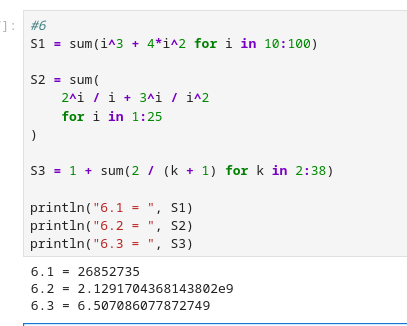 ]:
#6
S1 = sum(i^3 + 4*i^2 for i in 10:100)
S2 = sum(
2^i / i + 3^i / i^2
for i in 1:25
)
S3 = 1 + sum(2 / (k + 1) for k in 2:38)
println("6.1 = ", S1)
println("6.2 = ", S2)
println("6.3 = ", S3)
6.1 = 26852735
6.2 = 2.1291704368143802e9
6.3 = 6.507086077872749